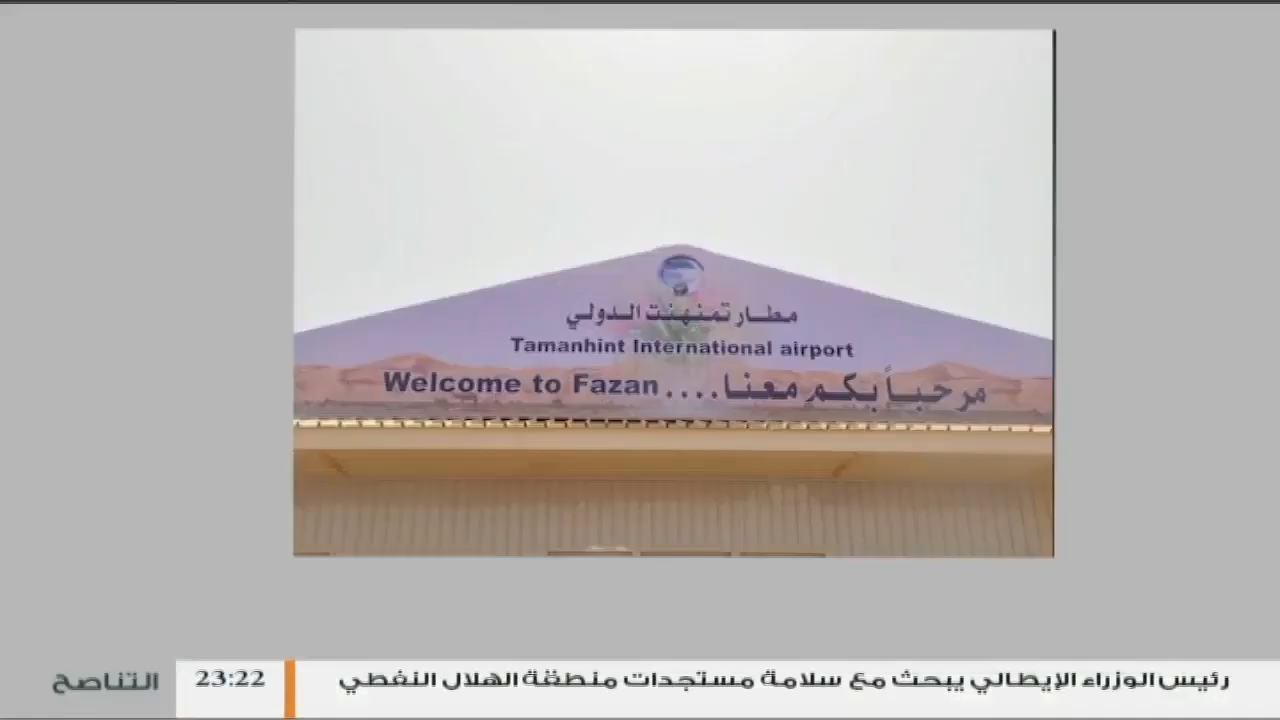 مطار تمنهنت الدولي
Tamanhint International airport
مرحباً بكم معنا....Welcome to Fazan
رئيس الوزراء الإيطالي يبحث مع سلامة مستجدات منطقة الهلال النفطي
23:22
التناصح